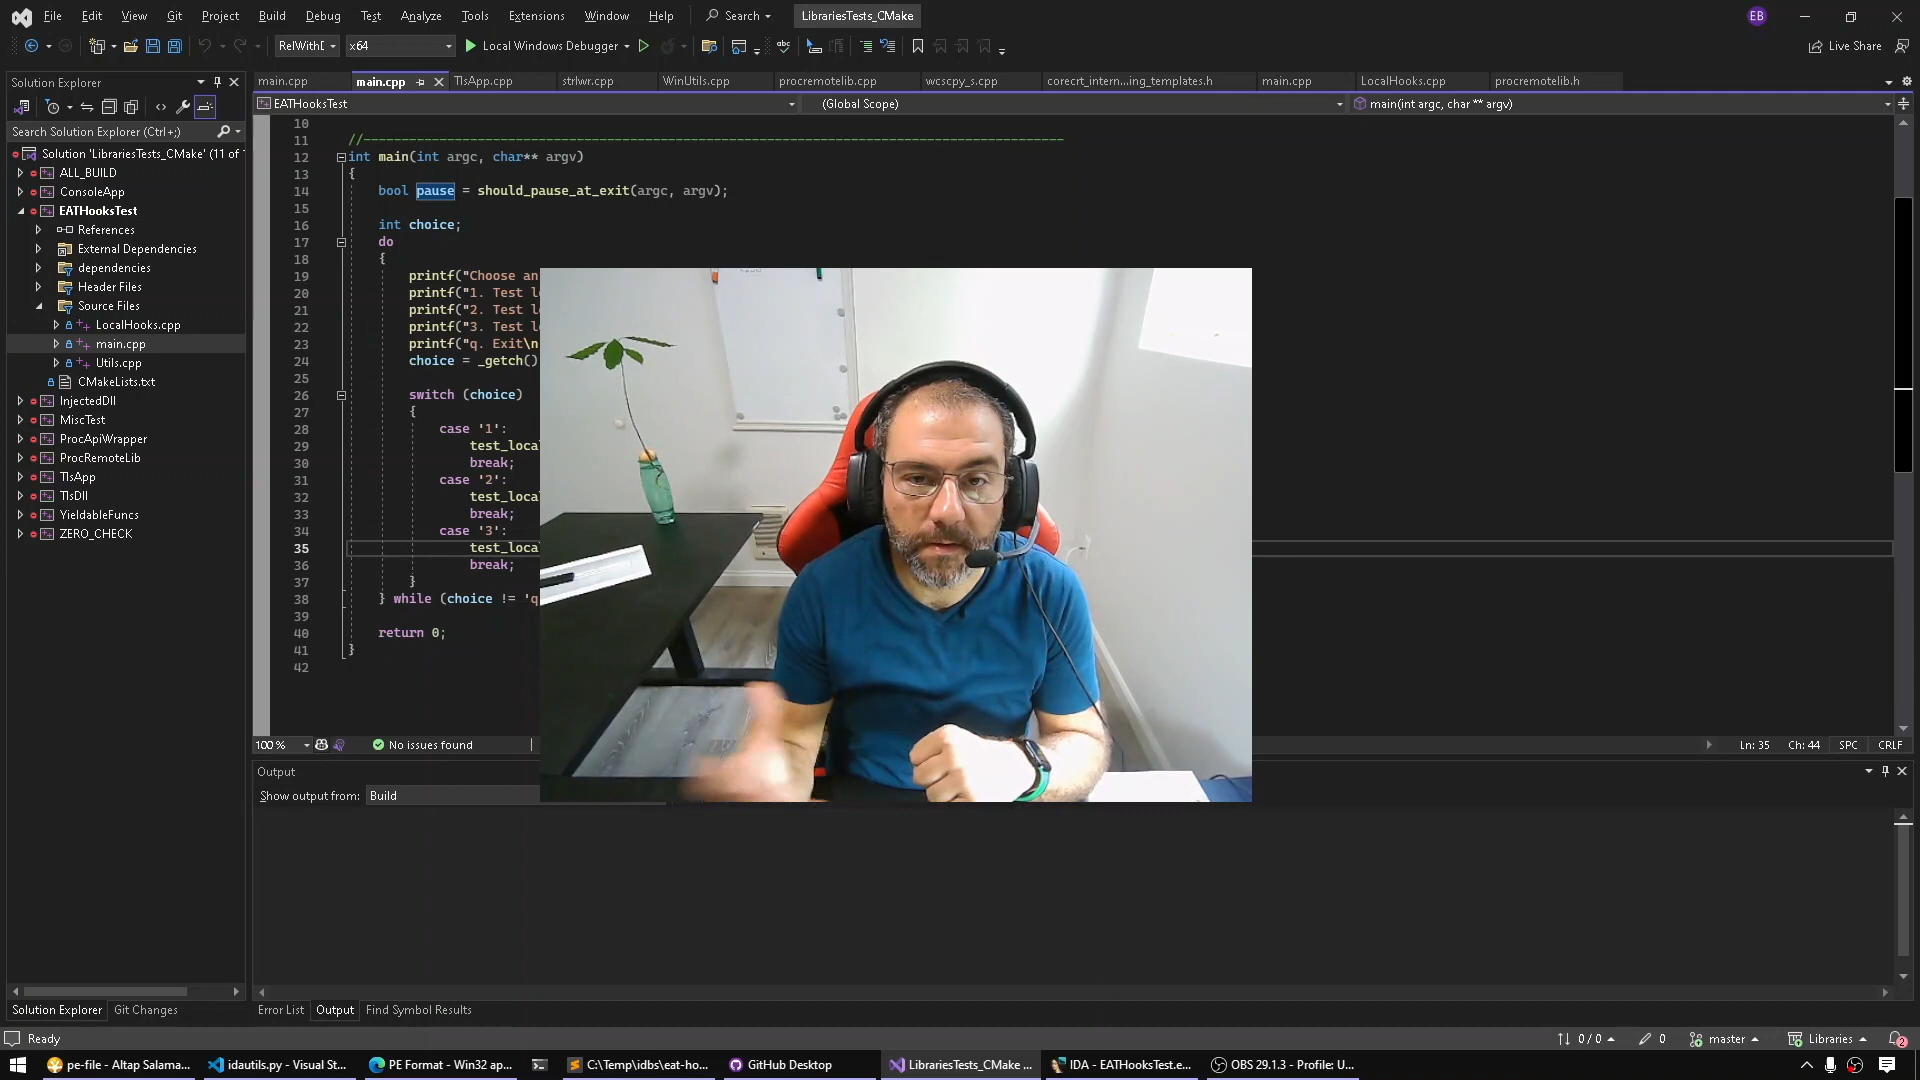 File Edit View Git Project Build Debug Test Analyze Tools Extensions Window Help Search LibrariesTests_CMake EB
RelWithD x64 Local Windows Debugger Live Share
Solution Explorer
Search Solution Explorer (Ctrl+;)
Solution 'LibrariesTests_CMake' (11 of
ALL_BUILD
ConsoleApp
EATHooksTest
References
External Dependencies
dependencies
Header Files
Source Files
LocalHooks.cpp
main.cpp
Utils.cpp
CMakeLists.txt
InjectedDll
MiscTest
ProcApiWrapper
ProcRemoteLib
TlsApp
TlsDll
YieldableFuncs
ZERO_CHECK
Solution Explorer Git Changes
main.cpp main.cpp TlsApp.cpp strlwr.cpp WinUtils.cpp procremotelib.cpp wcscpy_s.cpp corecrt_intern...ing_templates.h main.cpp LocalHooks.cpp procremotelib.h
EATHooksTest (Global Scope) main(int argc, char ** argv)
10
11 //------------------------------------------------------------------------------------------
12 int main(int argc, char** argv)
13 {
14 bool pause = should_pause_at_exit(argc, argv);
15
16 int choice;
17 do
18 {
19 printf("Choose an
20 printf("1. Test l
21 printf("2. Test l
22 printf("3. Test l
23 printf("q. Exit\n
24 choice = _getch()
25
26 switch (choice)
27 {
28 case '1':
29 test_local
30 break;
31 case '2':
32 test_local
33 break;
34 case '3':
35 test_local
36 break;
37 }
38 } while (choice != 'q
39
40 return 0;
41 }
42
100 % No issues found Ln: 35 Ch: 44 SPC CRLF
Output
Show output from: Build
Error List Output Find Symbol Results
Ready 0 / 0 0 master Libraries 2
pe-file - Altap Salama... idautils.py - Visual St... PE Format - Win32 ap... C:\Temp\idbs\eat-ho... GitHub Desktop LibrariesTests_CMake ... IDA - EATHooksTest.e... OBS 29.1.3 - Profile: U...